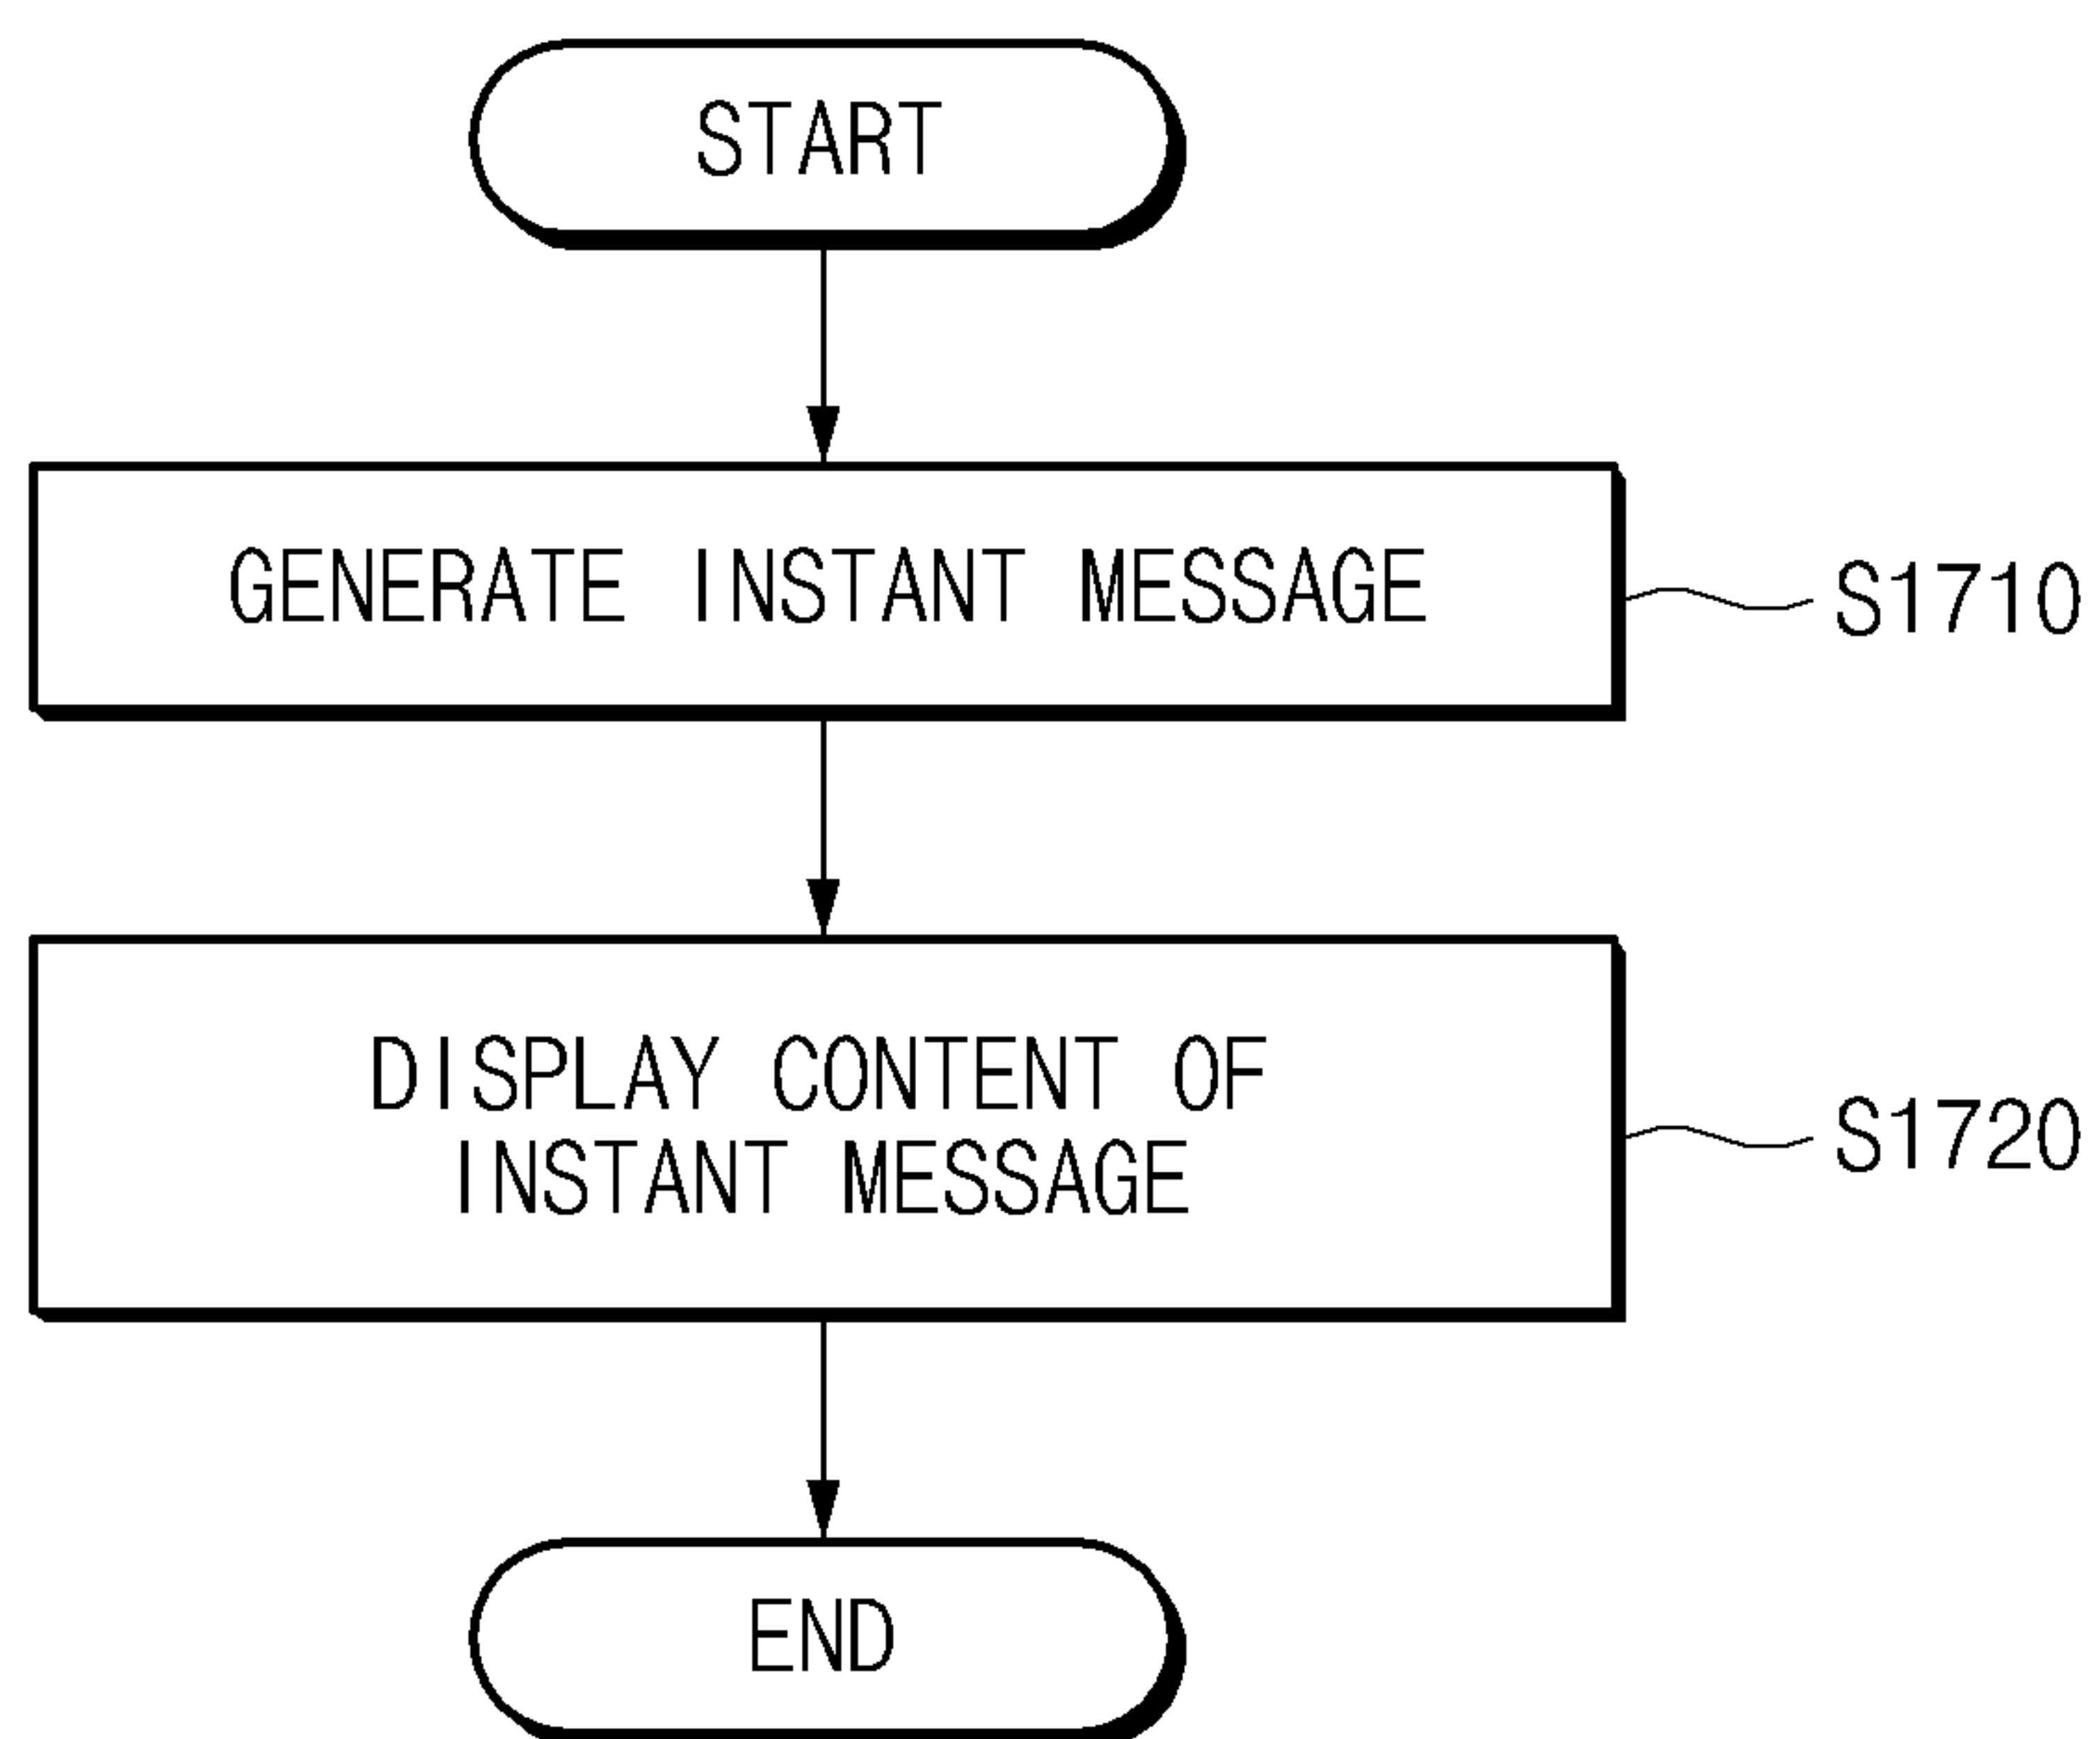 START
GENERATE INSTANT MESSAGE
S1710
DISPLAY CONTENT OF
INSTANT MESSAGE
S1720
END